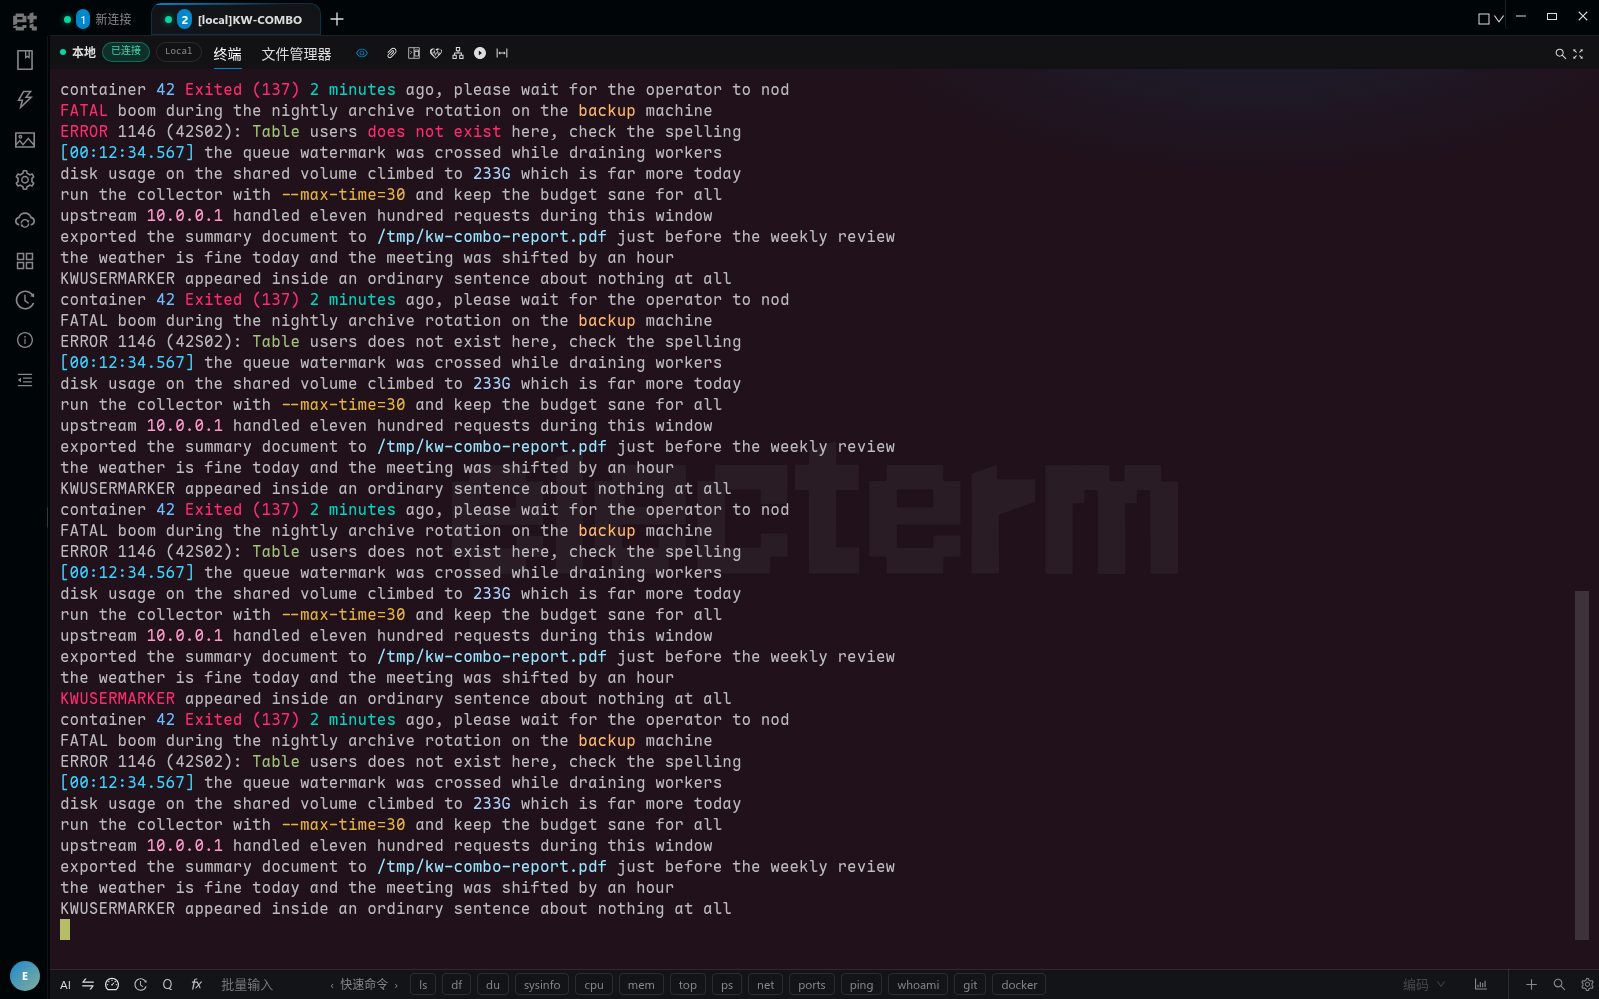 et
1 新连接
2 [local]KW-COMBO
本地 已连接 Local 终端 文件管理器
container 42 Exited (137) 2 minutes ago, please wait for the operator to nod
FATAL boom during the nightly archive rotation on the backup machine
ERROR 1146 (42S02): Table users does not exist here, check the spelling
[00:12:34.567] the queue watermark was crossed while draining workers
disk usage on the shared volume climbed to 233G which is far more today
run the collector with --max-time=30 and keep the budget sane for all
upstream 10.0.0.1 handled eleven hundred requests during this window
exported the summary document to /tmp/kw-combo-report.pdf just before the weekly review
the weather is fine today and the meeting was shifted by an hour
KWUSERMARKER appeared inside an ordinary sentence about nothing at all
container 42 Exited (137) 2 minutes ago, please wait for the operator to nod
FATAL boom during the nightly archive rotation on the backup machine
ERROR 1146 (42S02): Table users does not exist here, check the spelling
[00:12:34.567] the queue watermark was crossed while draining workers
disk usage on the shared volume climbed to 233G which is far more today
run the collector with --max-time=30 and keep the budget sane for all
upstream 10.0.0.1 handled eleven hundred requests during this window
exported the summary document to /tmp/kw-combo-report.pdf just before the weekly review
the weather is fine today and the meeting was shifted by an hour
KWUSERMARKER appeared inside an ordinary sentence about nothing at all
container 42 Exited (137) 2 minutes ago, please wait for the operator to nod
FATAL boom during the nightly archive rotation on the backup machine
ERROR 1146 (42S02): Table users does not exist here, check the spelling
[00:12:34.567] the queue watermark was crossed while draining workers
disk usage on the shared volume climbed to 233G which is far more today
run the collector with --max-time=30 and keep the budget sane for all
upstream 10.0.0.1 handled eleven hundred requests during this window
exported the summary document to /tmp/kw-combo-report.pdf just before the weekly review
the weather is fine today and the meeting was shifted by an hour
KWUSERMARKER appeared inside an ordinary sentence about nothing at all
container 42 Exited (137) 2 minutes ago, please wait for the operator to nod
FATAL boom during the nightly archive rotation on the backup machine
ERROR 1146 (42S02): Table users does not exist here, check the spelling
[00:12:34.567] the queue watermark was crossed while draining workers
disk usage on the shared volume climbed to 233G which is far more today
run the collector with --max-time=30 and keep the budget sane for all
upstream 10.0.0.1 handled eleven hundred requests during this window
exported the summary document to /tmp/kw-combo-report.pdf just before the weekly review
the weather is fine today and the meeting was shifted by an hour
KWUSERMARKER appeared inside an ordinary sentence about nothing at all
electerm
E
AI Q fx 批量输入 ‹ 快速命令 › ls df du sysinfo cpu mem top ps net ports ping whoami git docker 编码